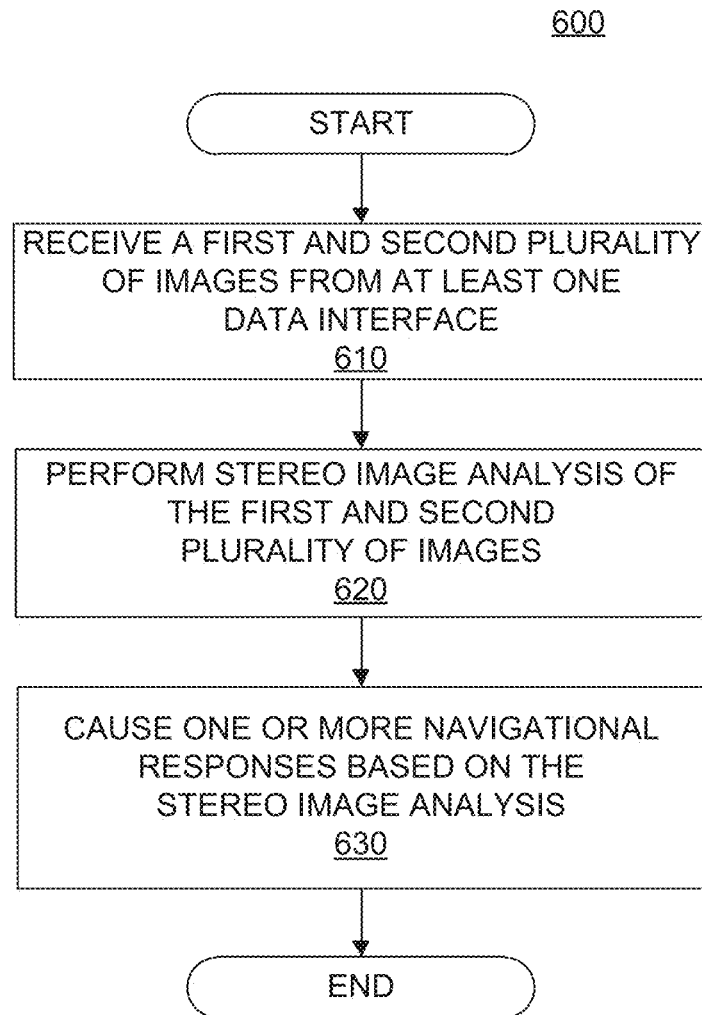 600
START
RECEIVE A FIRST AND SECOND PLURALITY
OF IMAGES FROM AT LEAST ONE
DATA INTERFACE
610
PERFORM STEREO IMAGE ANALYSIS OF
THE FIRST AND SECOND
PLURALITY OF IMAGES
620
CAUSE ONE OR MORE NAVIGATIONAL
RESPONSES BASED ON THE
STEREO IMAGE ANALYSIS
630
END